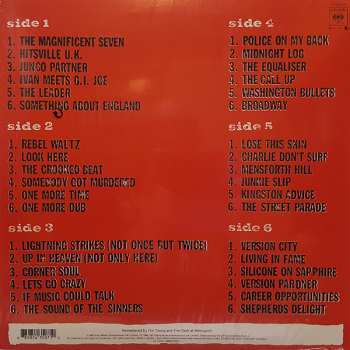 side 1
1. THE MAGNIFICENT SEVEN
2. HITSVILLE U.K.
3. JUNCO PARTNER
4. IVAN MEETS G.I. JOE
5. THE LEADER
6. SOMETHING ABOUT ENGLAND
side 2
1. REBEL WALTZ
2. LOOK HERE
3. THE CROOKED BEAT
4. SOMEBODY GOT MURDERED
5. ONE MORE TIME
6. ONE MORE DUB
side 3
1. LIGHTNING STRIKES (NOT ONCE BUT TWICE)
2. UP IN HEAVEN (NOT ONLY HERE)
3. CORNER SOUL
4. LETS GO CRAZY
5. IF MUSIC COULD TALK
6. THE SOUND OF THE SINNERS
side 4
1. POLICE ON MY BACK
2. MIDNIGHT LOG
3. THE EQUALISER
4. THE CALL UP
5. WASHINGTON BULLETS
6. BROADWAY
side 5
1. LOSE THIS SKIN
2. CHARLIE DON'T SURF
3. MENSFORTH HILL
4. JUNKIE SLIP
5. KINGSTON ADVICE
6. THE STREET PARADE
side 6
1. VERSION CITY
2. LIVING IN FAME
3. SILICONE ON SAPPHIRE
4. VERSION PARDNER
5. CAREER OPPORTUNITIES
6. SHEPHERDS DELIGHT